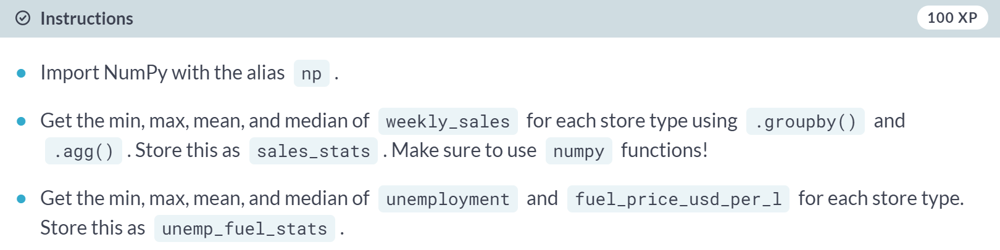 Instructions
100 XP
Import NumPy with the alias np .
Get the min, max, mean, and median of weekly_sales for each store type using .groupby() and
.agg() . Store this as sales_stats . Make sure to use numpy functions!
Get the min, max, mean, and median of unemployment and fuel_price_usd_per_l for each store type.
Store this as unemp_fuel_stats .